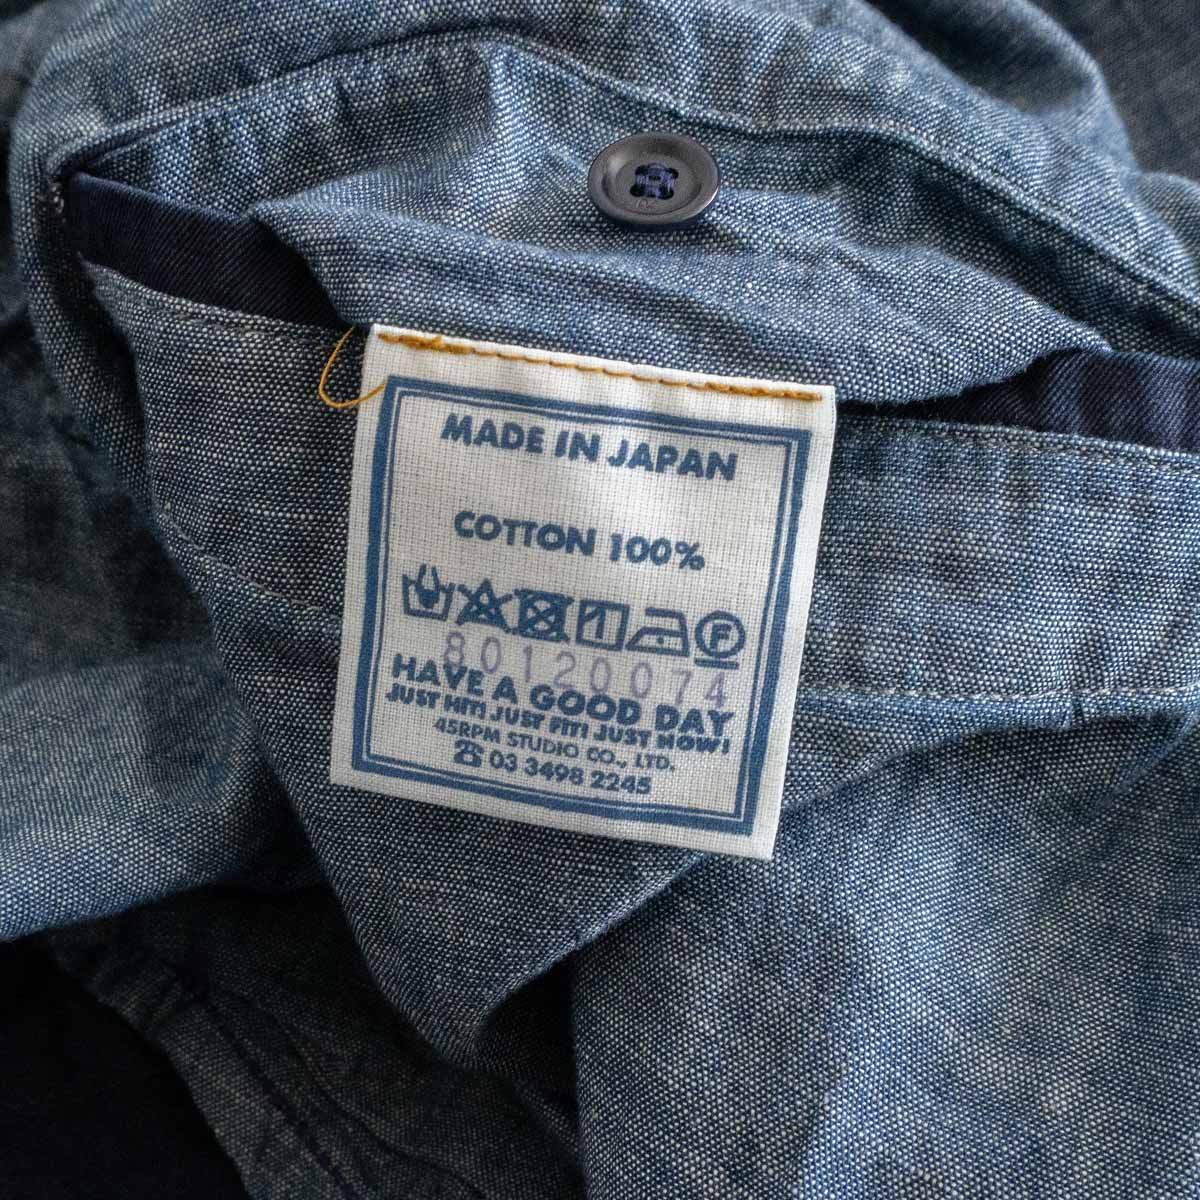 MADE IN JAPAN
COTTON 100%
1 F
80120074
HAVE A GOOD DAY
JUST HIT! JUST FIT! JUST NOW!
45RPM STUDIO CO., LTD.
☎ 03 3498 2245